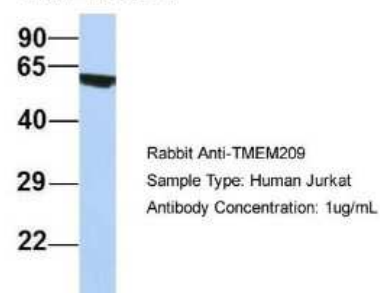 90
65
40
29
22
Rabbit Anti-TMEM209
Sample Type: Human Jurkat
Antibody Concentration: 1ug/mL